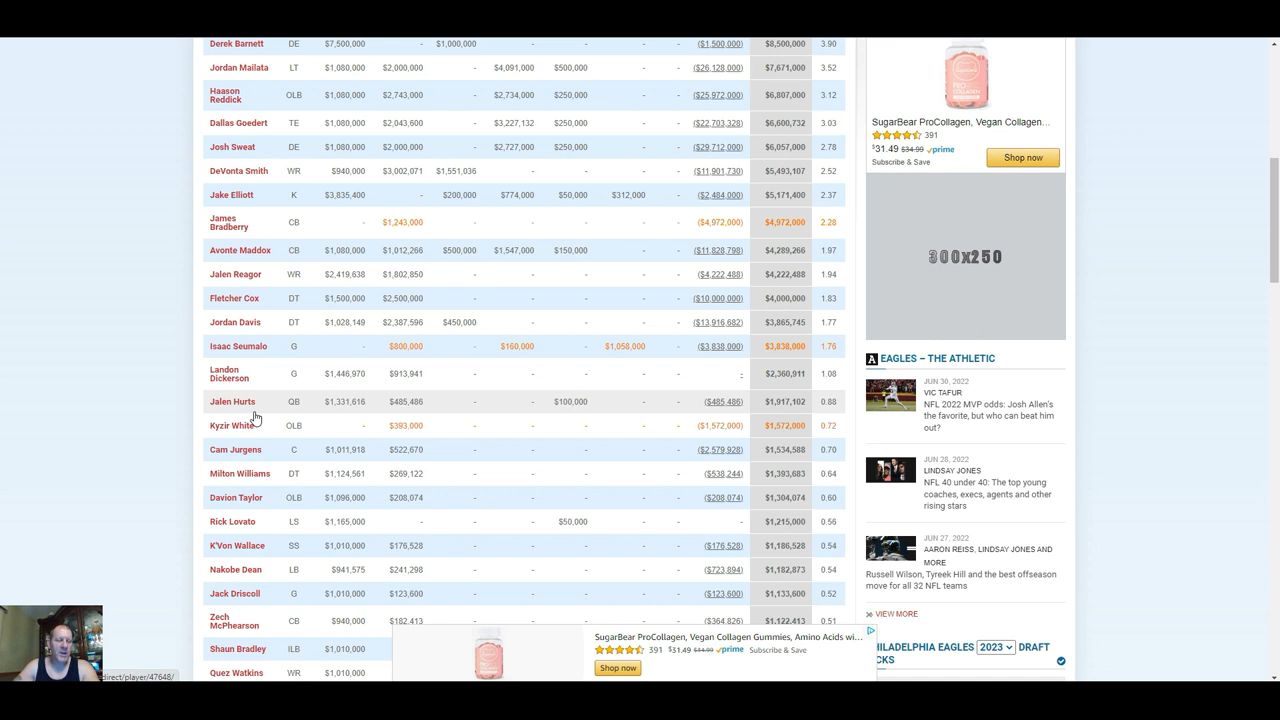 Derek Barnett DE $7,500,000 - $1,000,000 - - - - ($1,500,000) $8,500,000 3.90
Jordan Mailata LT $1,080,000 $2,000,000 - $4,091,000 $500,000 - - ($26,128,000) $7,671,000 3.52
Haason
Reddick OLB $1,080,000 $2,743,000 - $2,734,000 $250,000 - - ($25,972,000) $6,807,000 3.12
Dallas Goedert TE $1,080,000 $2,043,600 - $3,227,132 $250,000 - - ($22,703,328) $6,600,732 3.03
Josh Sweat DE $1,080,000 $2,000,000 - $2,727,000 $250,000 - - ($29,712,000) $6,057,000 2.78
DeVonta Smith WR $940,000 $3,002,071 $1,551,036 - - - - ($11,901,730) $5,493,107 2.52
Jake Elliott K $3,835,400 - $200,000 $774,000 $50,000 $312,000 - ($2,484,000) $5,171,400 2.37
James
Bradberry CB - $1,243,000 - - - - - ($4,972,000) $4,972,000 2.28
Avonte Maddox CB $1,080,000 $1,012,266 $500,000 $1,547,000 $150,000 - - ($11,828,798) $4,289,266 1.97
Jalen Reagor WR $2,419,638 $1,802,850 - - - - - ($4,222,488) $4,222,488 1.94
Fletcher Cox DT $1,500,000 $2,500,000 - - - - - ($10,000,000) $4,000,000 1.83
Jordan Davis DT $1,028,149 $2,387,596 $450,000 - - - - ($13,916,682) $3,865,745 1.77
Isaac Seumalo G - $800,000 - $160,000 - $1,058,000 - ($3,838,000) $3,838,000 1.76
Landon
Dickerson G $1,446,970 $913,941 - - - - - - $2,360,911 1.08
Jalen Hurts QB $1,331,616 $485,486 - - $100,000 - - ($485,486) $1,917,102 0.88
Kyzir White OLB - $393,000 - - - - - ($1,572,000) $1,572,000 0.72
Cam Jurgens C $1,011,918 $522,670 - - - - - ($2,579,928) $1,534,588 0.70
Milton Williams DT $1,124,561 $269,122 - - - - - ($538,244) $1,393,683 0.64
Davion Taylor OLB $1,096,000 $208,074 - - - - - ($208,074) $1,304,074 0.60
Rick Lovato LS $1,165,000 - - - $50,000 - - - $1,215,000 0.56
K'Von Wallace SS $1,010,000 $176,528 - - - - - ($176,528) $1,186,528 0.54
Nakobe Dean LB $941,575 $241,298 - - - - - ($723,894) $1,182,873 0.54
Jack Driscoll G $1,010,000 $123,600 - - - - - ($123,600) $1,133,600 0.52
Zech
McPhearson CB $940,000 $182,413 - - - - - ($364,826) $1,122,413 0.51
Shaun Bradley ILB $1,010,000
Quez Watkins WR $1,010,000
direct/player/47648/
SugarBear ProCollagen, Vegan Collagen Gummies, Amino Acids wi…
391 $31.49 $34.99 prime Subscribe & Save
Shop now
SugarBear ProCollagen, Vegan Collagen…
391
$31.49 $34.99 prime
Subscribe & Save
Shop now
300x250
A EAGLES – THE ATHLETIC
JUN 30, 2022
VIC TAFUR
NFL 2022 MVP odds: Josh Allen's
the favorite, but who can beat him
out?
JUN 28, 2022
LINDSAY JONES
NFL 40 under 40: The top young
coaches, execs, agents and other
rising stars
JUN 27, 2022
AARON REISS, LINDSAY JONES AND
MORE
Russell Wilson, Tyreek Hill and the best offseason
move for all 32 NFL teams
» VIEW MORE
HILADELPHIA EAGLES 2023 DRAFT
CKS